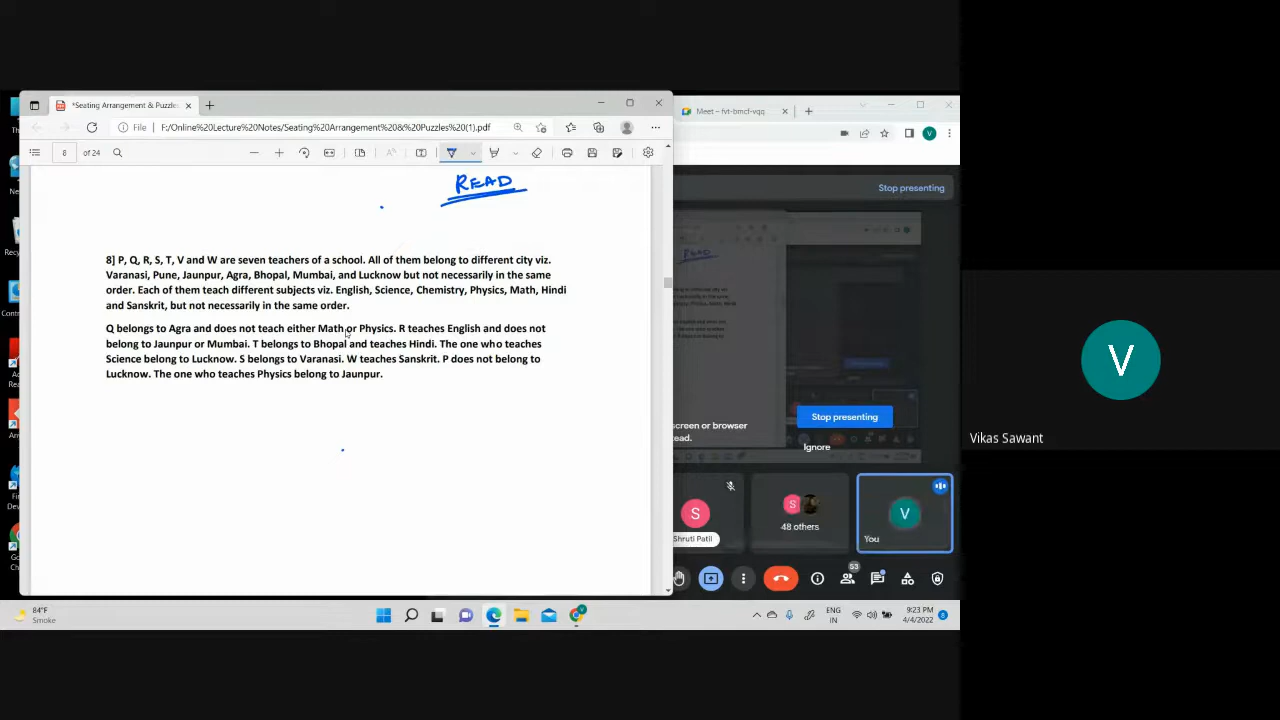 *Seating Arrangement & Puzzles
Meet – fvt-bmcf-vqq
File
F:/Online%20Lecture%20Notes/Seating%20Arrangement%20&%20Puzzles%20(1).pdf
8 of 24
Stop presenting
READ
8] P, Q, R, S, T, V and W are seven teachers of a school. All of them belong to different city viz.
Varanasi, Pune, Jaunpur, Agra, Bhopal, Mumbai, and Lucknow but not necessarily in the same
order. Each of them teach different subjects viz. English, Science, Chemistry, Physics, Math, Hindi
and Sanskrit, but not necessarily in the same order.
Q belongs to Agra and does not teach either Math or Physics. R teaches English and does not
belong to Jaunpur or Mumbai. T belongs to Bhopal and teaches Hindi. The one who teaches
Science belong to Lucknow. S belongs to Varanasi. W teaches Sanskrit. P does not belong to
Lucknow. The one who teaches Physics belong to Jaunpur.
Stop presenting
screen or browser
Ignore
V
Vikas Sawant
S
Shruti Patil
S
48 others
V
You
53
84°F
Smoke
ENG
IN
9:23 PM
4/4/2022
8